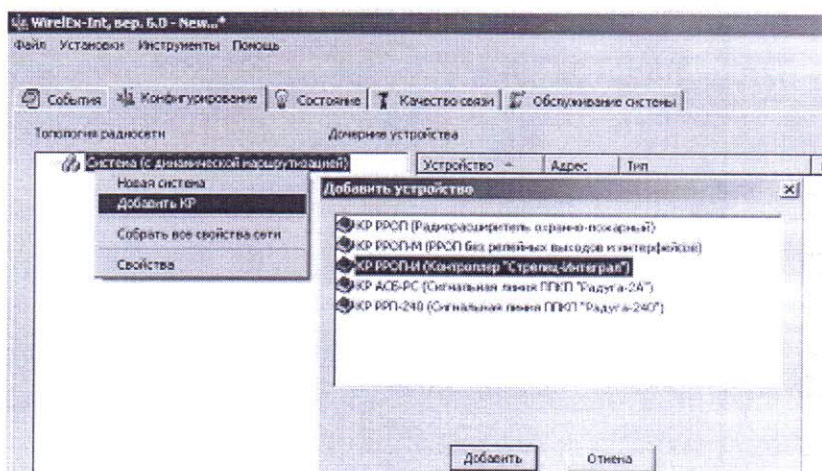 WirelEx-Int, вер. 6.0 - New...*
Файл Установки Инструменты Помощь
События Конфигурирование Состояние Качество связи Обслуживание системы
Топология радиосети Дочерние устройства
Система (с динамической маршрутизацией) Устройство Адрес Тип
Новая система
Добавить КР
Собрать все свойства сети
Свойства
Добавить устройство
КР РРОП (Радиорасширитель охранно-пожарный)
КР РРОП-М (РРОП без релейных выходов и интерфейсов)
КР РРОП-И (Контроллер "Стрелец-Интеграл")
КР АСБ-РС (Сигнальная линия ППКП "Радуга-2А")
КР РРП-240 (Сигнальная линия ППКП "Радуга-240")
Добавить Отмена